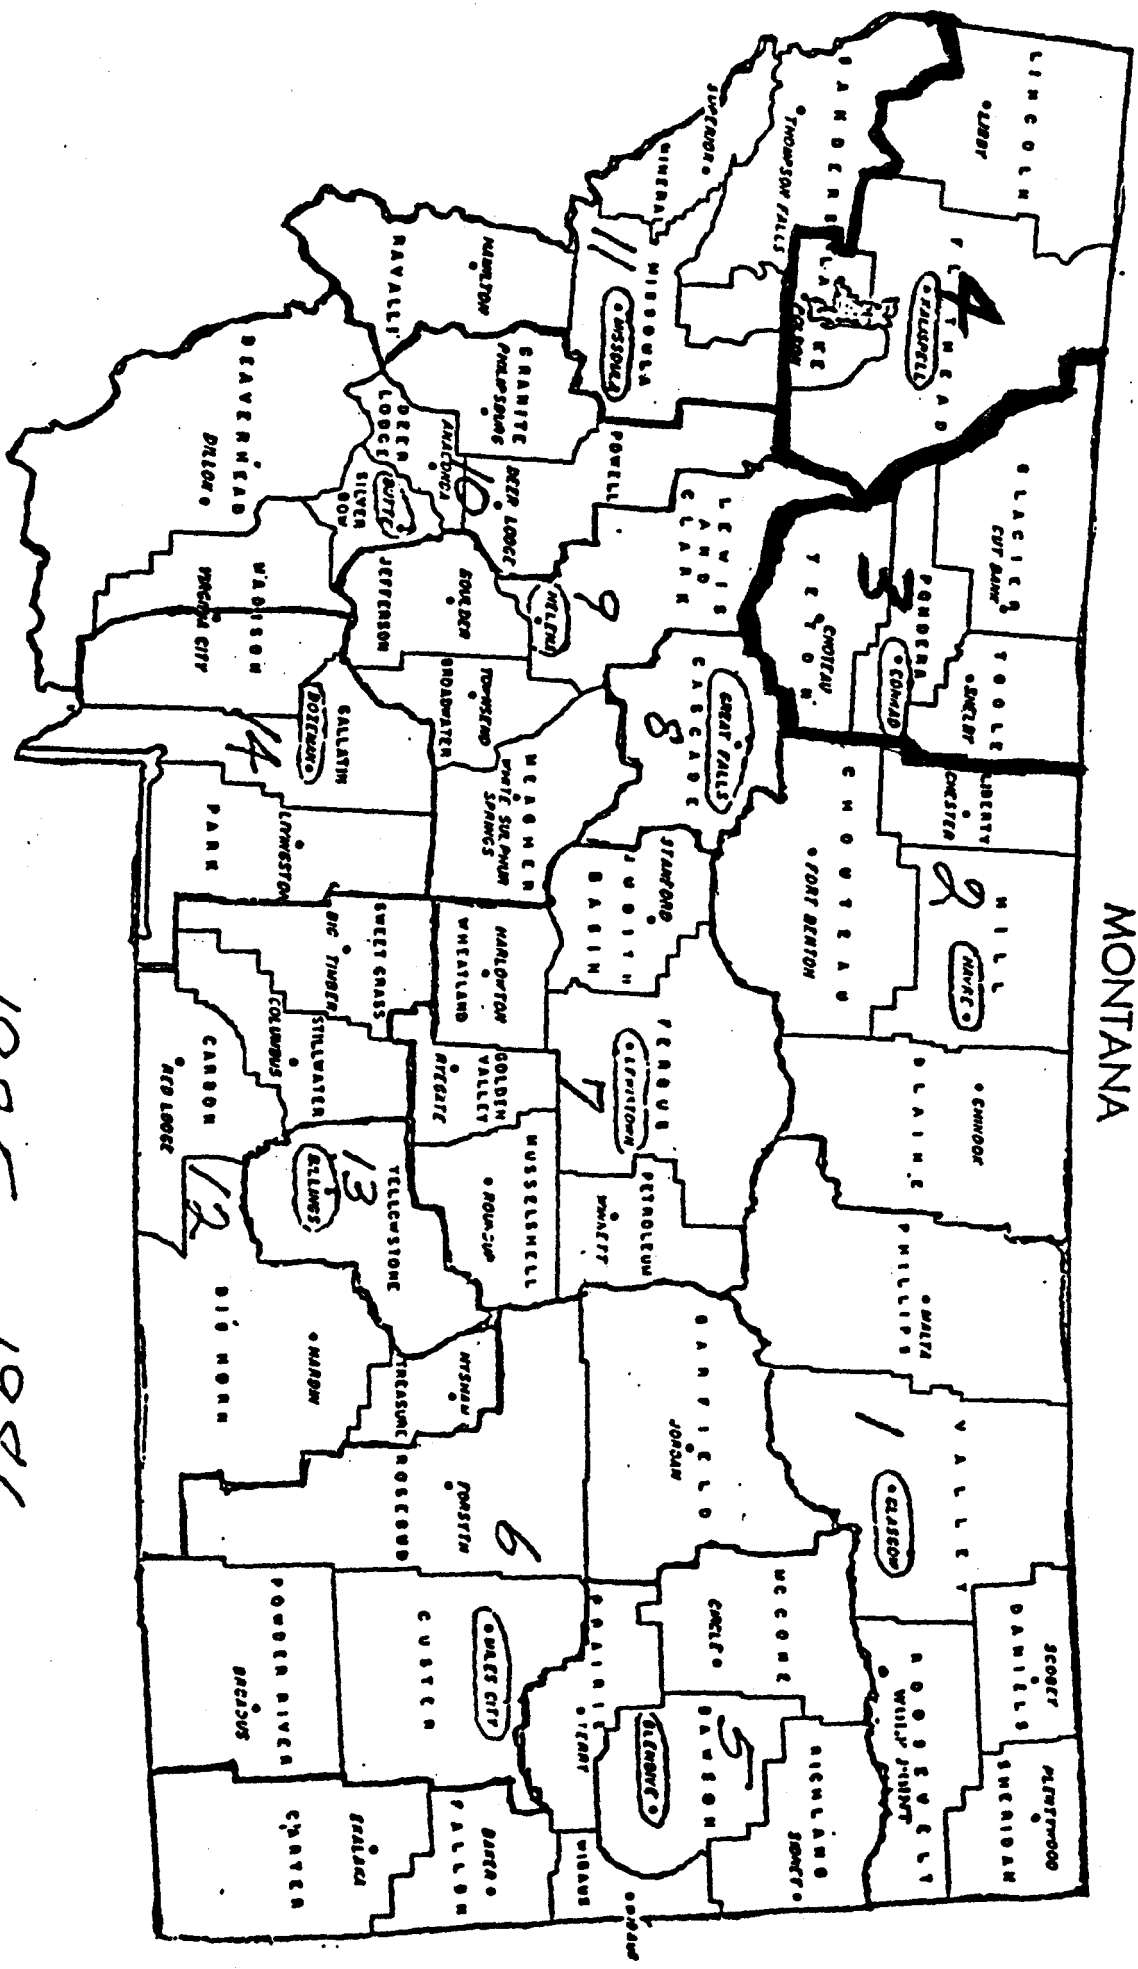 MONTANA
LINCOLN
LIBBY
FLATHEAD
4
KALISPELL
GLACIER
CUT BANK
TOOLE
SHELBY
PONDERA
3
CONRAD
TETON
CHOTEAU
LIBERTY
CHESTER
HILL
2
HAVRE
CHOUTEAU
FORT BENTON
BLAINE
CHINOOK
PHILLIPS
MALTA
VALLEY
1
GLASGOW
DANIELS
SCOBEY
SHERIDAN
PLENTYWOOD
ROOSEVELT
WOLF POINT
SANDERS
THOMPSON FALLS
LAKE
MINERAL
SUPERIOR
MISSOULA
11
MISSOULA
POWELL
DEER LODGE
LEWIS
AND
CLARK
9
HELENA
CASCADE
8
GREAT FALLS
JUDITH
BASIN
STANFORD
FERGUS
7
LEWISTOWN
PETROLEUM
WINNETT
GARFIELD
JORDAN
MCCONE
CIRCLE
RICHLAND
SIDNEY
DAWSON
5
GLENDIVE
PRAIRIE
TERRY
WIBAUX
RAVALLI
HAMILTON
GRANITE
PHILIPSBURG
DEER
LODGE
ANACONDA
10
SILVER
BOW
BUTTE
JEFFERSON
BOULDER
BROADWATER
TOWNSEND
MEAGHER
WHITE SULPHUR
SPRINGS
WHEATLAND
HARLOWTON
GOLDEN
VALLEY
RYEGATE
MUSSELSHELL
ROUNDUP
TREASURE
HYSHAM
ROSEBUD
FORSYTH
6
CUSTER
MILES CITY
FALLON
BAKER
BEAVERHEAD
DILLON
MADISON
VIRGINIA CITY
GALLATIN
BOZEMAN
14
PARK
LIVINGSTON
SWEET GRASS
BIG TIMBER
STILLWATER
COLUMBUS
CARBON
RED LODGE
12
YELLOWSTONE
13
BILLINGS
BIG HORN
HARDIN
POWDER RIVER
BROADUS
CARTER
EKALAKA